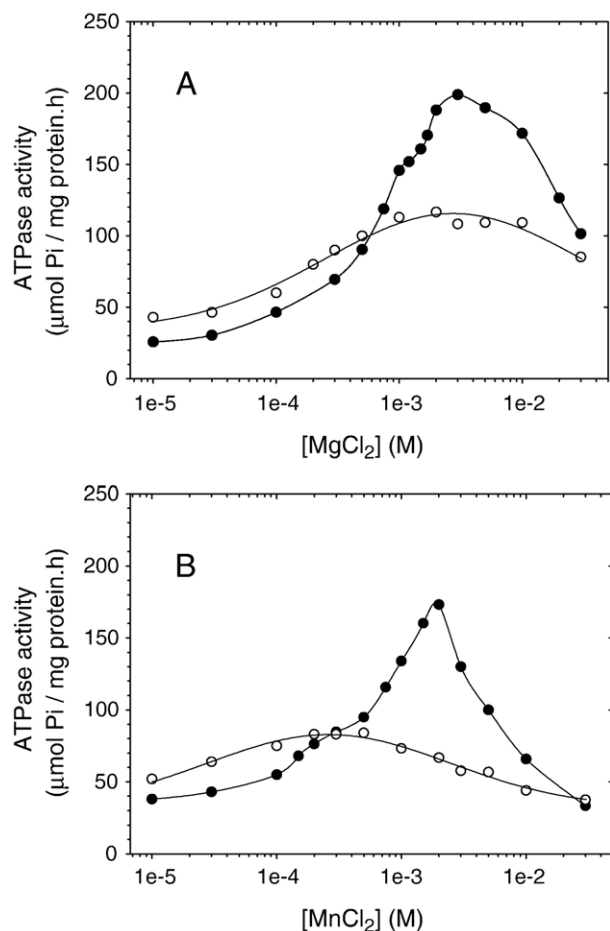 A
ATPase activity
(μmol Pi / mg protein.h)
250
200
150
100
50
0
1e-5 1e-4 1e-3 1e-2
[MgCl₂] (M)
B
ATPase activity
(μmol Pi / mg protein.h)
250
200
150
100
50
0
1e-5 1e-4 1e-3 1e-2
[MnCl₂] (M)